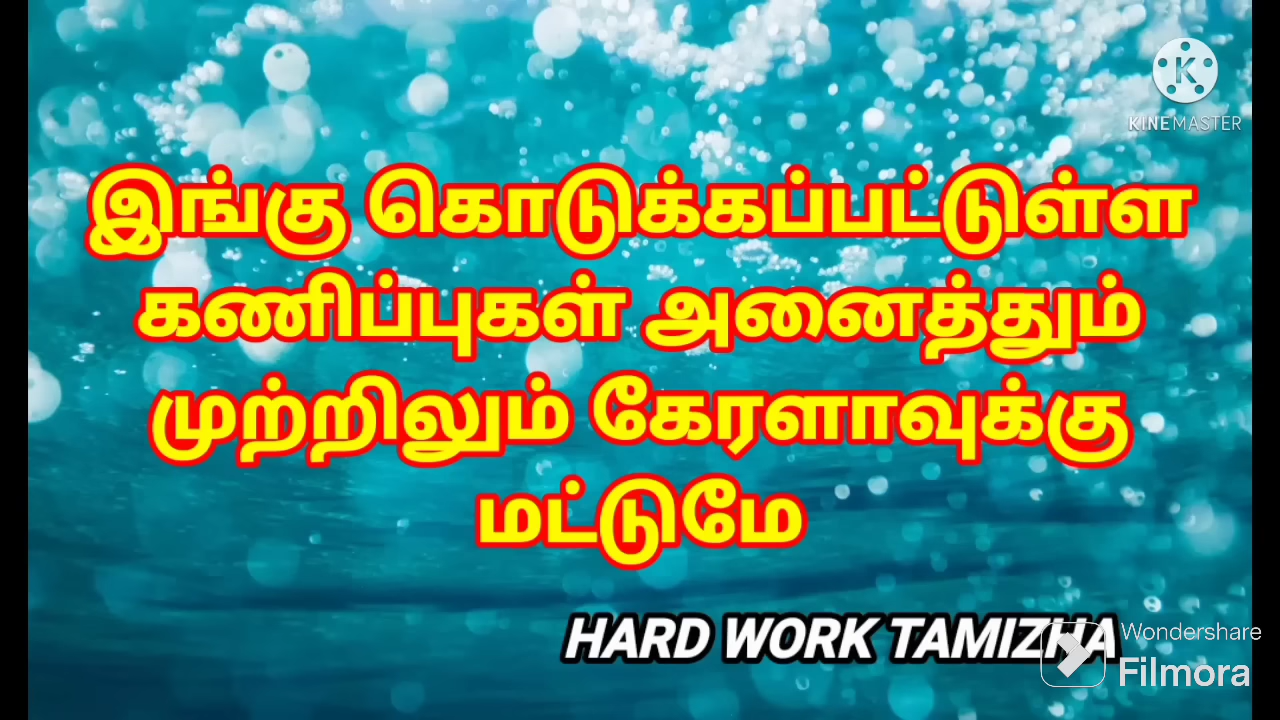 KINEMASTER
இங்கு கொடுக்கப்பட்டுள்ள
கணிப்புகள் அனைத்தும்
முற்றிலும் கேரளாவுக்கு
மட்டுமே
HARD WORK TAMIZHA
Wondershare
Filmora